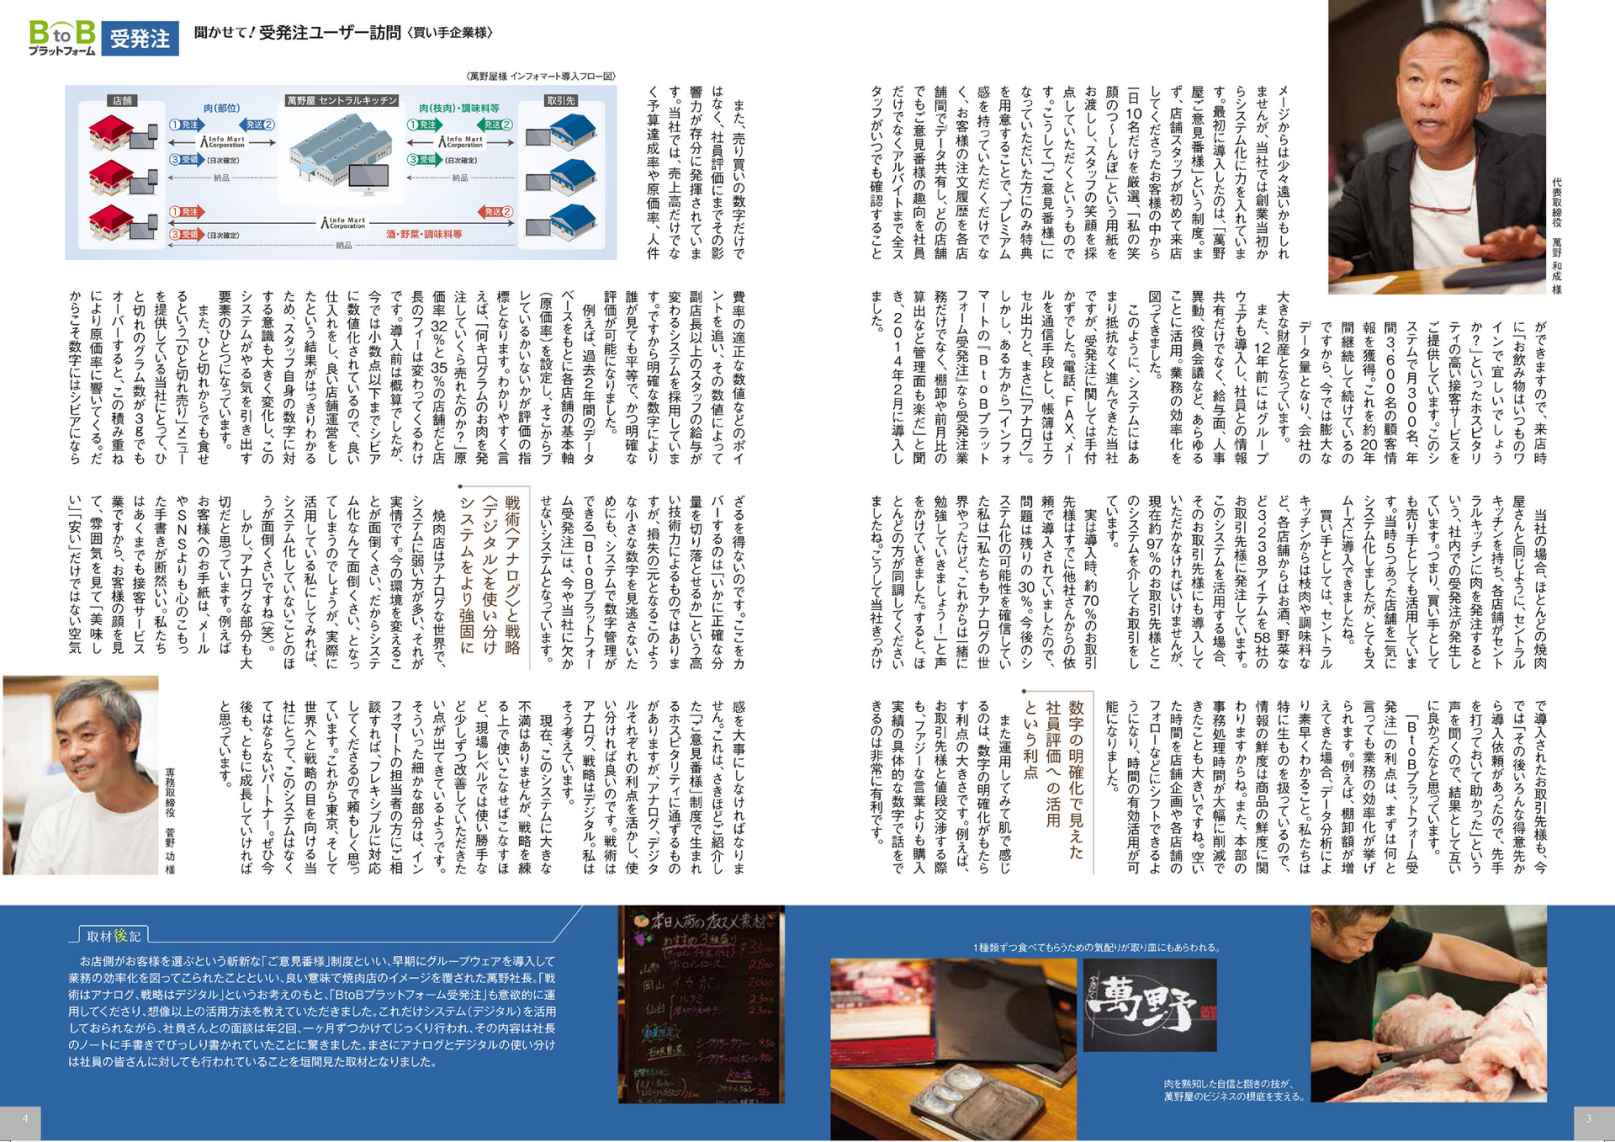 BtoB
プラットフォーム
受発注
聞かせて!受発注ユーザー訪問〈買い手企業様〉
代表取締役 萬野 和成 様
メージからは少々遠いかもしれ
ませんが、当社では創業当初か
らシステム化に力を入れていま
す。最初に導入したのは、「萬野
屋ご意見番様」という制度。ま
ず、店舗スタッフが初めて来店
してくださったお客様の中から
一日10名だけを厳選、「私の笑
顔のつ〜しんぼ」という用紙を
お渡しし、スタッフの笑顔を採
点していただくというもので
す。こうして「ご意見番様」に
なっていただいた方にのみ特典
を用意することで、プレミアム
感を持っていただくだけでな
く、お客様の注文履歴を各店
舗間でデータ共有し、どの店舗
でもご意見番様の趣向を社員
だけでなくアルバイトまで全ス
タッフがいつでも確認すること
ができますので、来店時
に「お飲み物はいつものワ
インで宜しいでしょう
か?」といったホスピタリ
ティの高い接客サービスを
ご提供しています。このシ
ステムで月300名、年
間3,600名の顧客情
報を獲得。これを約20年
間継続して続けているの
ですから、今では膨大な
データ量となり、会社の
大きな財産となっています。
また、12年前にはグループ
ウェアも導入し、社員との情報
共有だけでなく、給与面、人事
異動、役員会議など、あらゆる
ことに活用。業務の効率化を
図ってきました。
このように、システムにはあ
まり抵抗なく進んできた当社
ですが、受発注に関しては手付
かずでした。電話、FAX、メー
ルを通信手段とし、帳簿はエク
セル出力と、まさに「アナログ」。
しかし、ある方から「インフォ
マートの『BtoBプラット
フォーム受発注』なら受発注業
務だけでなく、棚卸や前月比の
算出など管理面も楽だ」と聞
き、2014年2月に導入し
ました。
当社の場合、ほとんどの焼肉
屋さんと同じように、セントラル
キッチンを持ち、各店舗がセント
ラルキッチンに肉を発注すると
いう、社内での受発注が発生し
ています。つまり、買い手として
も売り手としても活用していま
す。当時5つあった店舗を一気に
システム化しましたが、とてもス
ムーズに導入できましたね。
買い手としては、セントラル
キッチンからは枝肉や調味料な
ど、各店舗からはお酒、野菜な
ど3,238アイテムを58社の
お取引先様に発注しています。
このシステムを活用する場合、
そのお取引先様にも導入して
いただかなければいけませんが、
現在約97%のお取引先様とこ
のシステムを介してお取引をし
ています。
実は導入時、約70%のお取引
先様はすでに他社さんからの依
頼で導入されていましたので、
問題は残りの30%。今後のシ
ステム化の可能性を確信してい
た私は「私たちもアナログの世
界やったけど、これからは一緒に
勉強していきましょう!」と声
をかけていきました。すると、ほ
とんどの方が同調してください
ましたね。こうして当社きっかけ
で導入されたお取引先様も、今
では「その後いろんな得意先か
ら導入依頼があったので、先手
を打っておいて助かった」という
声を聞くので、結果として互い
に良かったなと思っています。
「BtoBプラットフォーム受
発注」の利点は、まずは何と
言っても業務の効率化が挙げ
られます。例えば、棚卸額が増
えてきた場合、データ分析によ
り素早くわかること。私たちは
特に生ものを扱っているので、
情報の鮮度は商品の鮮度に関
わりますからね。また、本部の
事務処理時間が大幅に削減で
きたことも大きいですね。空い
た時間を店舗企画や各店舗の
フォローなどにシフトできるよ
うになり、時間の有効活用が可
能になりました。
数字の明確化で見えた
社員評価への活用
という利点
また運用してみて肌で感じ
るのは、数字の明確化がもたら
す利点の大きさです。例えば、
お取引先様と値段交渉する際
も、ファジーな言葉よりも購入
実績の具体的な数字で話をで
きるのは非常に有利です。
また、売り買いの数字だけで
はなく、社員評価にまでその影
響力が存分に発揮されていま
す。当社では、売上高だけでな
く予算達成率や原価率、人件
費率の適正な数値などのポイ
ントを追い、その数値によって
副店長以上のスタッフの給与が
変わるシステムを採用していま
す。ですから明確な数字により
誰が見ても平等で、かつ明確な
評価が可能になりました。
例えば、過去2年間のデータ
ベースをもとに各店舗の基本軸
(原価率)を設定し、そこからブ
レているかいないかが評価の指
標となります。わかりやすく言
えば、「何キログラムのお肉を発
注していくら売れたのか?」原
価率32%と35%の店舗だと店
長のフィーは変わってくるわけ
です。導入前は概算でしたが、
今では小数点以下までシビア
に数値化されているので、良い
仕入れをし、良い店舗運営をし
たという結果がはっきりわかる
ため、スタッフ自身の数字に対
する意識も大きく変化し、この
システムがやる気を引き出す
要素のひとつになっています。
また、ひと切れからでも食せ
るという「ひと切れ売り」メニュー
を提供している当社にとって、ひ
と切れのグラム数が3gでも
オーバーすると、この積み重ね
により原価率に響いてくる。だ
からこそ数字にはシビアになら
ざるを得ないのです。ここをカ
バーするのは「いかに正確な分
量を切り落とせるか」という高
い技術力によるものではありま
すが、損失の元となるこのよう
な小さな数字を見逃さないた
めにも、システムで数字管理が
できる「BtoBプラットフォー
ム受発注」は、今や当社に欠か
せないシステムとなっています。
戦術〈アナログ〉と戦略
〈デジタル〉を使い分け
システムをより強固に
焼肉店はアナログな世界で、
システムに弱い方が多い、それが
実情です。今の環境を変えるこ
とが面倒くさい、だからシステ
ム化なんて面倒くさい、となっ
てしまうのでしょうが、実際に
活用している私にしてみれば、
システム化していないことのほ
うが面倒くさいですね(笑)。
しかし、アナログな部分も大
切だと思っています。例えば
お客様へのお手紙は、メール
やSNSよりも心のこもっ
た手書きが断然いい。私たち
はあくまでも接客サービス
業ですから、お客様の顔を見
て、雰囲気を見て「美味し
い」「安い」だけではない空気
感を大事にしなければなりま
せん。これは、さきほどご紹介し
た「ご意見番様」制度で生まれ
るホスピタリティに通ずるもの
がありますが、アナログ、デジタ
ルそれぞれの利点を活かし、使
い分ければ良いのです。戦術は
アナログ、戦略はデジタル。私は
そう考えています。
現在、このシステムに大きな
不満はありませんが、戦略を練
る上で使いこなせばこなすほ
ど、現場レベルでは使い勝手な
ど少しずつ改善していただきた
い点が出てきているようです。
そういった細かな部分は、イン
フォマートの担当者の方にご相
談すれば、フレキシブルに対応
してくださるので頼もしく思っ
ています。これから東京、そして
世界へと戦略の目を向ける当
社にとって、このシステムはなく
てはならないパートナー。ぜひ今
後も、ともに成長していければ
と思っています。
専務取締役 菅野 功 様
〈萬野屋様 インフォマート導入フロー図〉
店舗
萬野屋 セントラルキッチン
取引先
肉(部位)
①発注
発送②
Info Mart Corporation
③受領(日次確定)
納品
肉(枝肉)・調味料等
①発注
発送②
Info Mart Corporation
③受領(日次確定)
納品
①発注
発送②
Info Mart Corporation
③受領(日次確定)
酒・野菜・調味料等
納品
取材後記
お店側がお客様を選ぶという斬新な「ご意見番様」制度といい、早期にグループウェアを導入して
業務の効率化を図ってこられたことといい、良い意味で焼肉店のイメージを覆された萬野社長。「戦
術はアナログ、戦略はデジタル」というお考えのもと、「BtoBプラットフォーム受発注」も意欲的に運
用してくださり、想像以上の活用方法を教えていただきました。これだけシステム(デジタル)を活用
しておられながら、社員さんとの面談は年2回、一ヶ月ずつかけてじっくり行われ、その内容は社長
のノートに手書きでびっしり書かれていたことに驚きました。まさにアナログとデジタルの使い分け
は社員の皆さんに対しても行われていることを垣間見た取材となりました。
本日入荷のオススメ素材
1種類ずつ食べてもらうための気配りが取り皿にもあらわれる。
萬野
肉を熟知した自信と捌きの技が、
萬野屋のビジネスの根底を支える。
4
3